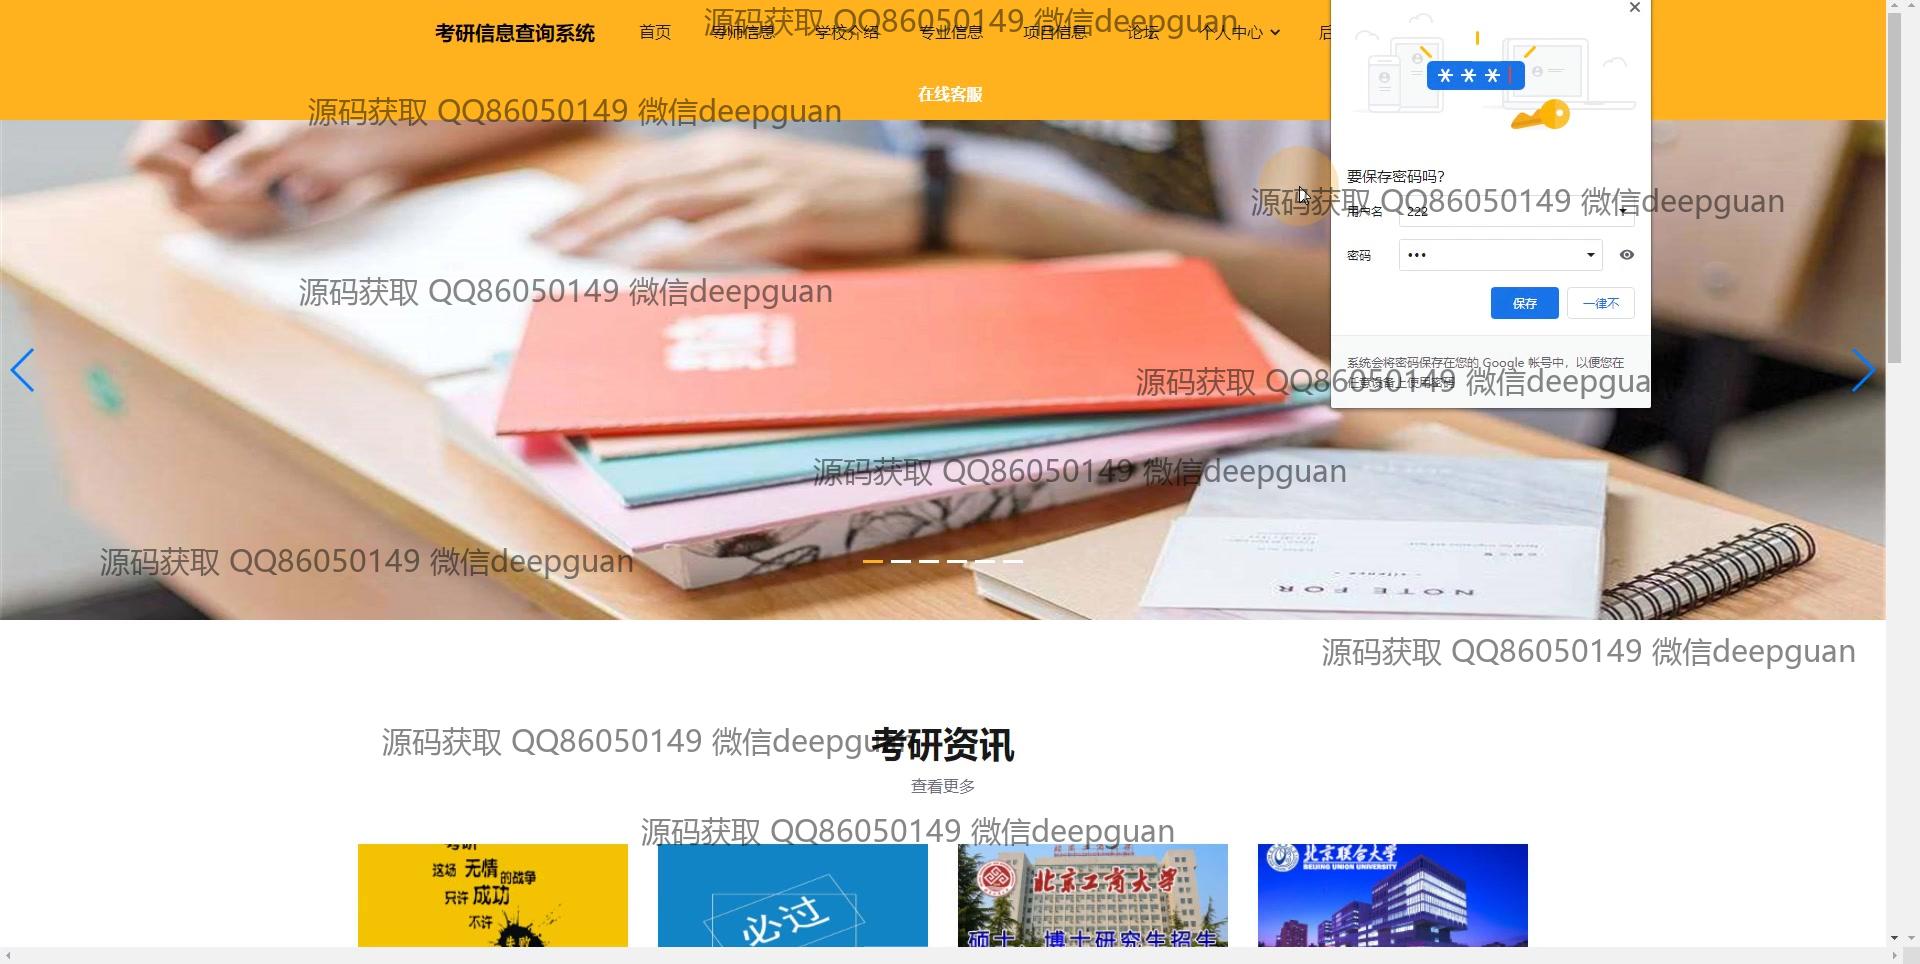 考研信息查询系统 首页 导师信息 学校介绍 专业信息 项目信息 论坛 个人中心 后
源码获取 QQ86050149 微信deepguan
在线客服
源码获取 QQ86050149 微信deepguan
要保存密码吗?
源码获取 QQ86050149 微信deepguan
用户名 222
密码 •••
源码获取 QQ86050149 微信deepguan
保存 一律不
系统会将密码保存在您的 Google 帐号中，以便您在
任意设备上使用密码
源码获取 QQ86050149 微信deepguan
源码获取 QQ86050149 微信deepguan
源码获取 QQ86050149 微信deepguan
NOTE FOR
源码获取 QQ86050149 微信deepguan
源码获取 QQ86050149 微信deepguan
考研资讯
查看更多
源码获取 QQ86050149 微信deepguan
考研
这场 无情 的战争
只许 成功
不许
失败
必过
北京工商大学
硕士、博士研究生招生
北京联合大学
BEIJING UNION UNIVERSITY